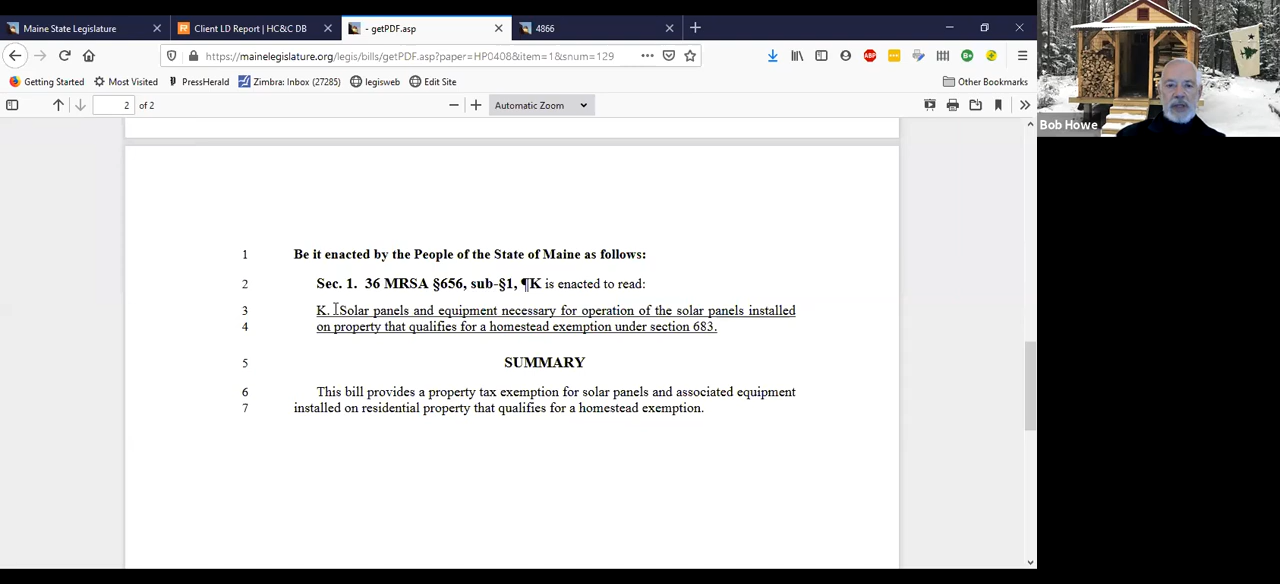 Maine State Legislature
Client LD Report | HC&C DB
- getPDF.asp
4866
https://mainelegislature.org/legis/bills/getPDF.asp?paper=HP0408&item=1&snum=129
ABP
B+
Getting Started
Most Visited
PressHerald
Zimbra: Inbox (27285)
legisweb
Edit Site
Other Bookmarks
2 of 2
Automatic Zoom
Bob Howe
1 Be it enacted by the People of the State of Maine as follows:
2 Sec. 1. 36 MRSA §656, sub-§1, ¶K is enacted to read:
3 K. Solar panels and equipment necessary for operation of the solar panels installed
4 on property that qualifies for a homestead exemption under section 683.
5 SUMMARY
6 This bill provides a property tax exemption for solar panels and associated equipment
7 installed on residential property that qualifies for a homestead exemption.